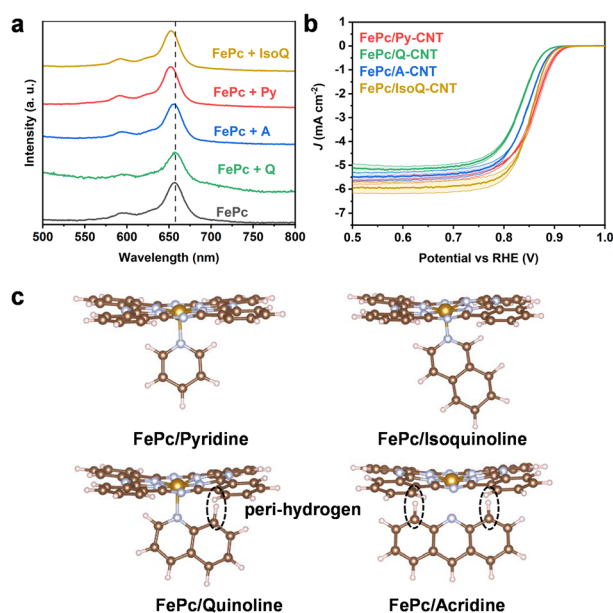 a
FePc + IsoQ
FePc + Py
FePc + A
FePc + Q
FePc
Intensity (a. u.)
500 550 600 650 700 750 800
Wavelength (nm)
b
FePc/Py-CNT
FePc/Q-CNT
FePc/A-CNT
FePc/IsoQ-CNT
J (mA cm⁻²)
0
-1
-2
-3
-4
-5
-6
-7
0.5 0.6 0.7 0.8 0.9 1.0
Potential vs RHE (V)
c
FePc/Pyridine
FePc/Isoquinoline
peri-hydrogen
FePc/Quinoline
FePc/Acridine